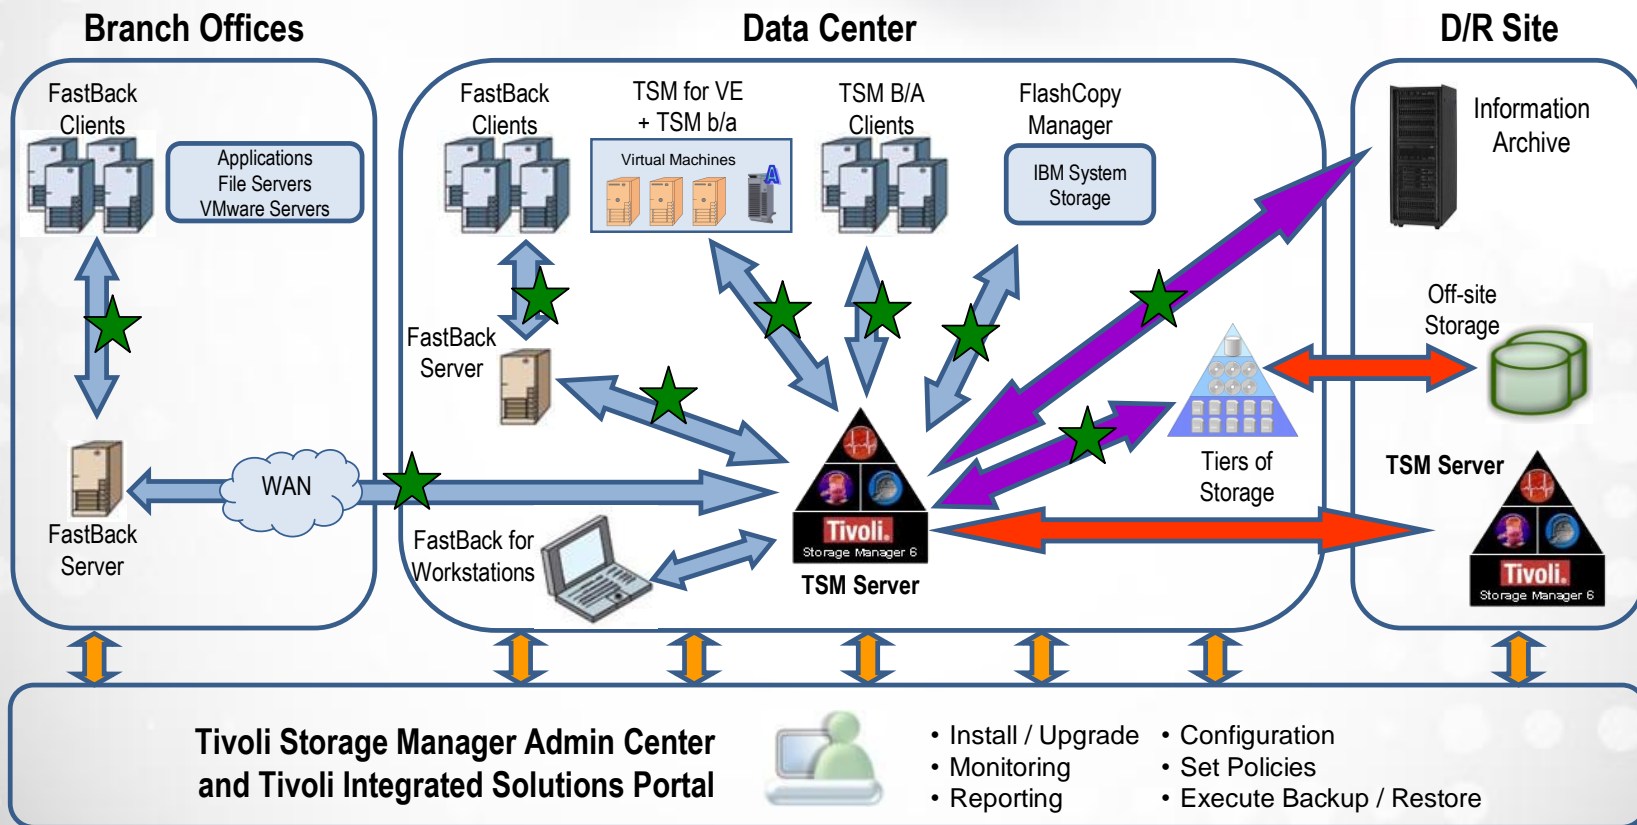 Branch Offices
Data Center
D/R Site
FastBack
Clients
Applications
File Servers
VMware Servers
WAN
FastBack
Server
FastBack
Clients
TSM for VE
+ TSM b/a
Virtual Machines
A
TSM B/A
Clients
FlashCopy
Manager
IBM System
Storage
FastBack
Server
FastBack for
Workstations
Tivoli.
Storage Manager 6
TSM Server
Tiers of
Storage
Information
Archive
Off-site
Storage
TSM Server
Tivoli.
Storage Manager 6
Tivoli Storage Manager Admin Center
and Tivoli Integrated Solutions Portal
• Install / Upgrade
• Monitoring
• Reporting
• Configuration
• Set Policies
• Execute Backup / Restore